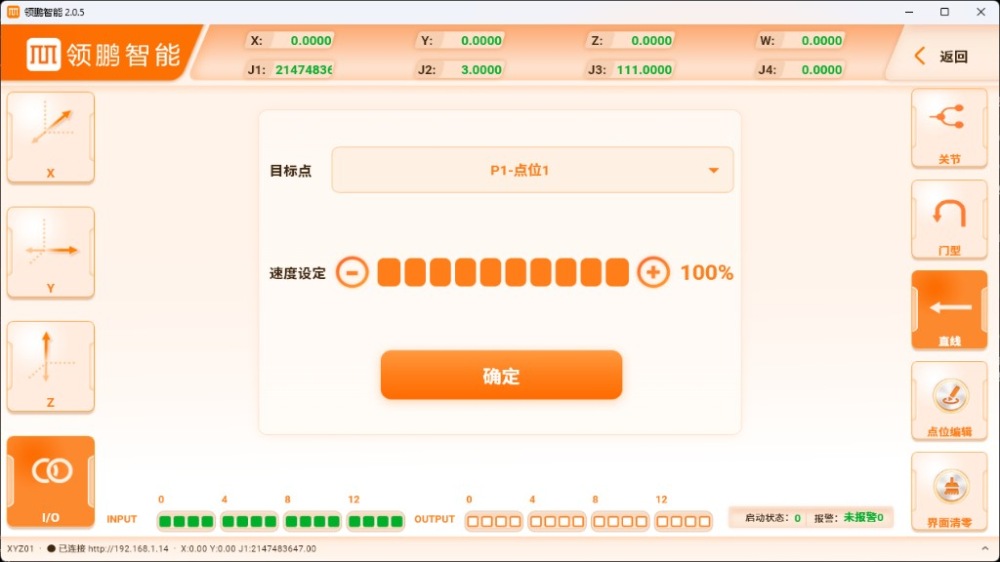 领鹏智能 2.0.5
领鹏智能
X: 0.0000 Y: 0.0000 Z: 0.0000 W: 0.0000
J1: 21474836 J2: 3.0000 J3: 111.0000 J4: 0.0000
返回
X
Y
Z
I/O
目标点 P1-点位1
速度设定 100%
确定
关节
门型
直线
点位编辑
界面清零
0 4 8 12 0 4 8 12
INPUT OUTPUT
启动状态: 0 报警: 未报警0
XYZ01 · ● 已连接 http://192.168.1.14 · X:0.00 Y:0.00 J1:2147483647.00